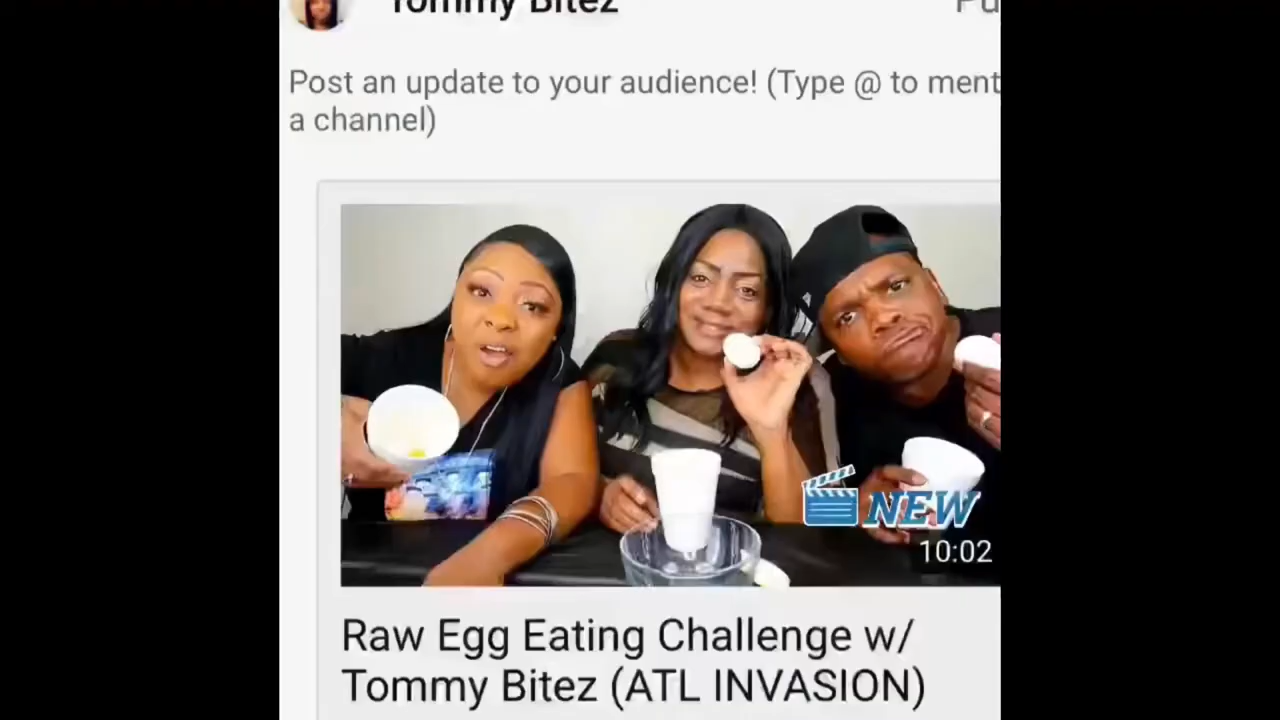 Tommy Bitez
Post an update to your audience! (Type @ to ment
a channel)
NEW
10:02
Raw Egg Eating Challenge w/
Tommy Bitez (ATL INVASION)